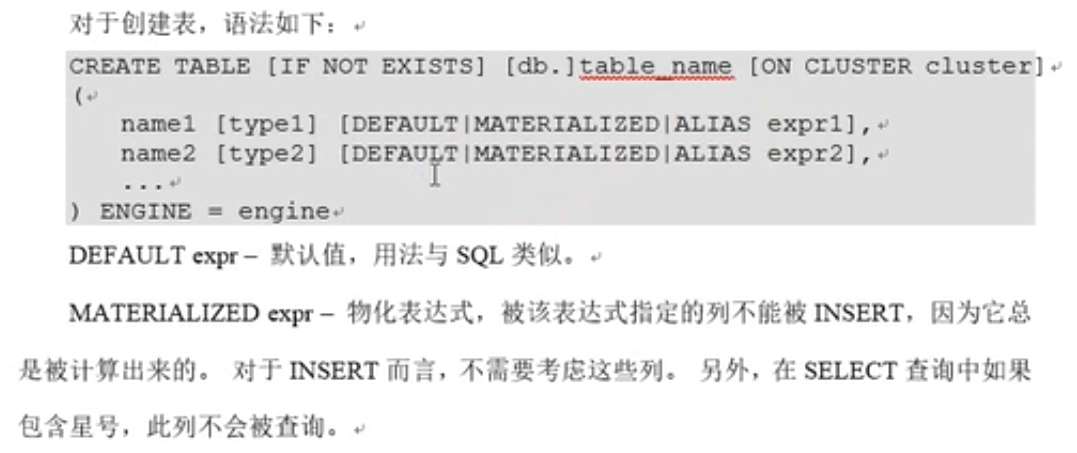 对于创建表，语法如下：
CREATE TABLE [IF NOT EXISTS] [db.]table_name [ON CLUSTER cluster]
(
name1 [type1] [DEFAULT|MATERIALIZED|ALIAS expr1],
name2 [type2] [DEFAULT|MATERIALIZED|ALIAS expr2],
...
) ENGINE = engine
DEFAULT expr – 默认值，用法与 SQL 类似。
MATERIALIZED expr – 物化表达式，被该表达式指定的列不能被 INSERT，因为它总
是被计算出来的。 对于 INSERT 而言，不需要考虑这些列。 另外，在 SELECT 查询中如果
包含星号，此列不会被查询。